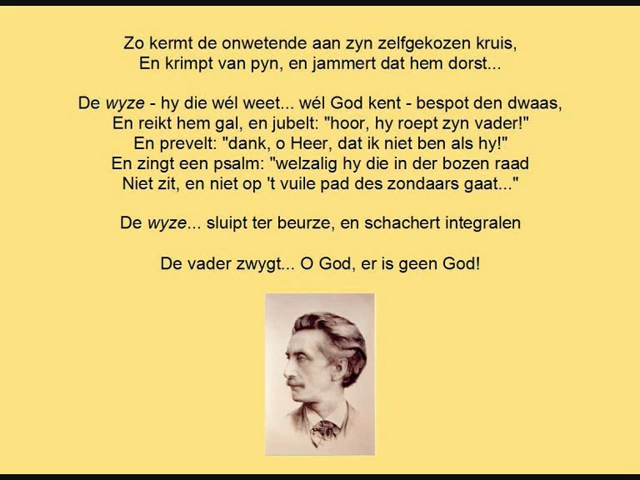 Zo kermt de onwetende aan zyn zelfgekozen kruis,
En krimpt van pyn, en jammert dat hem dorst...
De wyze - hy die wél weet... wél God kent - bespot den dwaas,
En reikt hem gal, en jubelt: "hoor, hy roept zyn vader!"
En prevelt: "dank, o Heer, dat ik niet ben als hy!"
En zingt een psalm: "welzalig hy die in der bozen raad
Niet zit, en niet op 't vuile pad des zondaars gaat..."
De wyze... sluipt ter beurze, en schachert integralen
De vader zwygt... O God, er is geen God!